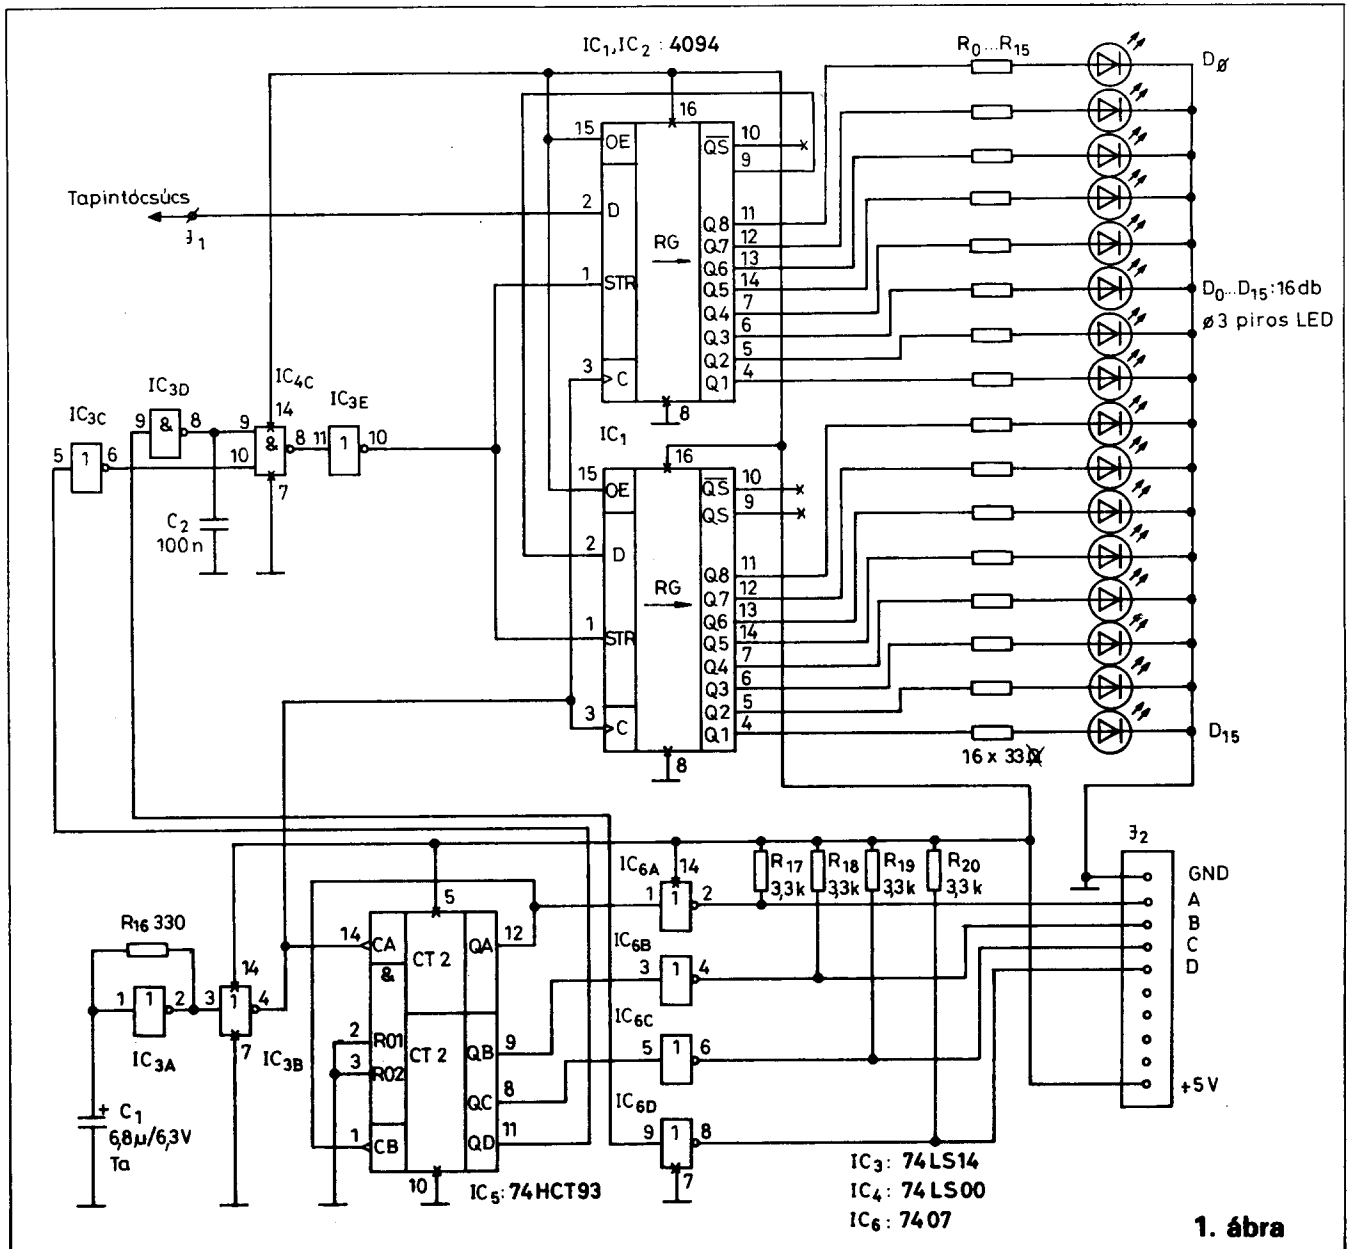 IC1, IC2 : 4094
R0...R15
DØ
16
15 OE
QS 10
9
Tapintócsúcs
J1
2 D
RG
Q8 11
Q7 12
Q6 13
Q5 14
Q4 7
Q3 6
Q2 5
Q1 4
1 STR
3 C
8
D0...D15:16db
ø3 piros LED
IC3C
5 1 6
IC3D
9 & 8
IC4C
14
9
10
&
8
7
IC3E
11 1 10
C2
100n
IC1
16
15 OE
QS 10
QS 9
2 D
RG
Q8 11
Q7 12
Q6 13
Q5 14
Q4 7
Q3 6
Q2 5
Q1 4
1 STR
3 C
8
D15
16 x 33Ω
R16 330
1 1 2
IC3A
14
3 1 4
7
IC3B
C1
+
6,8µ/6,3V
Ta
5
14 CA
CT2
QA 12
&
2 R01
3 R02
CT2
QB 9
QC 8
QD 11
1 CB
10
IC5: 74HCT93
IC6A
14
1 1 2
IC6B
3 1 4
IC6C
5 1 6
IC6D
9 1 8
7
R17
3,3k
R18
3,3k
R19
3,3k
R20
3,3k
J2
GND
A
B
C
D
+5V
IC3: 74LS14
IC4: 74LS00
IC6: 7407
1. ábra